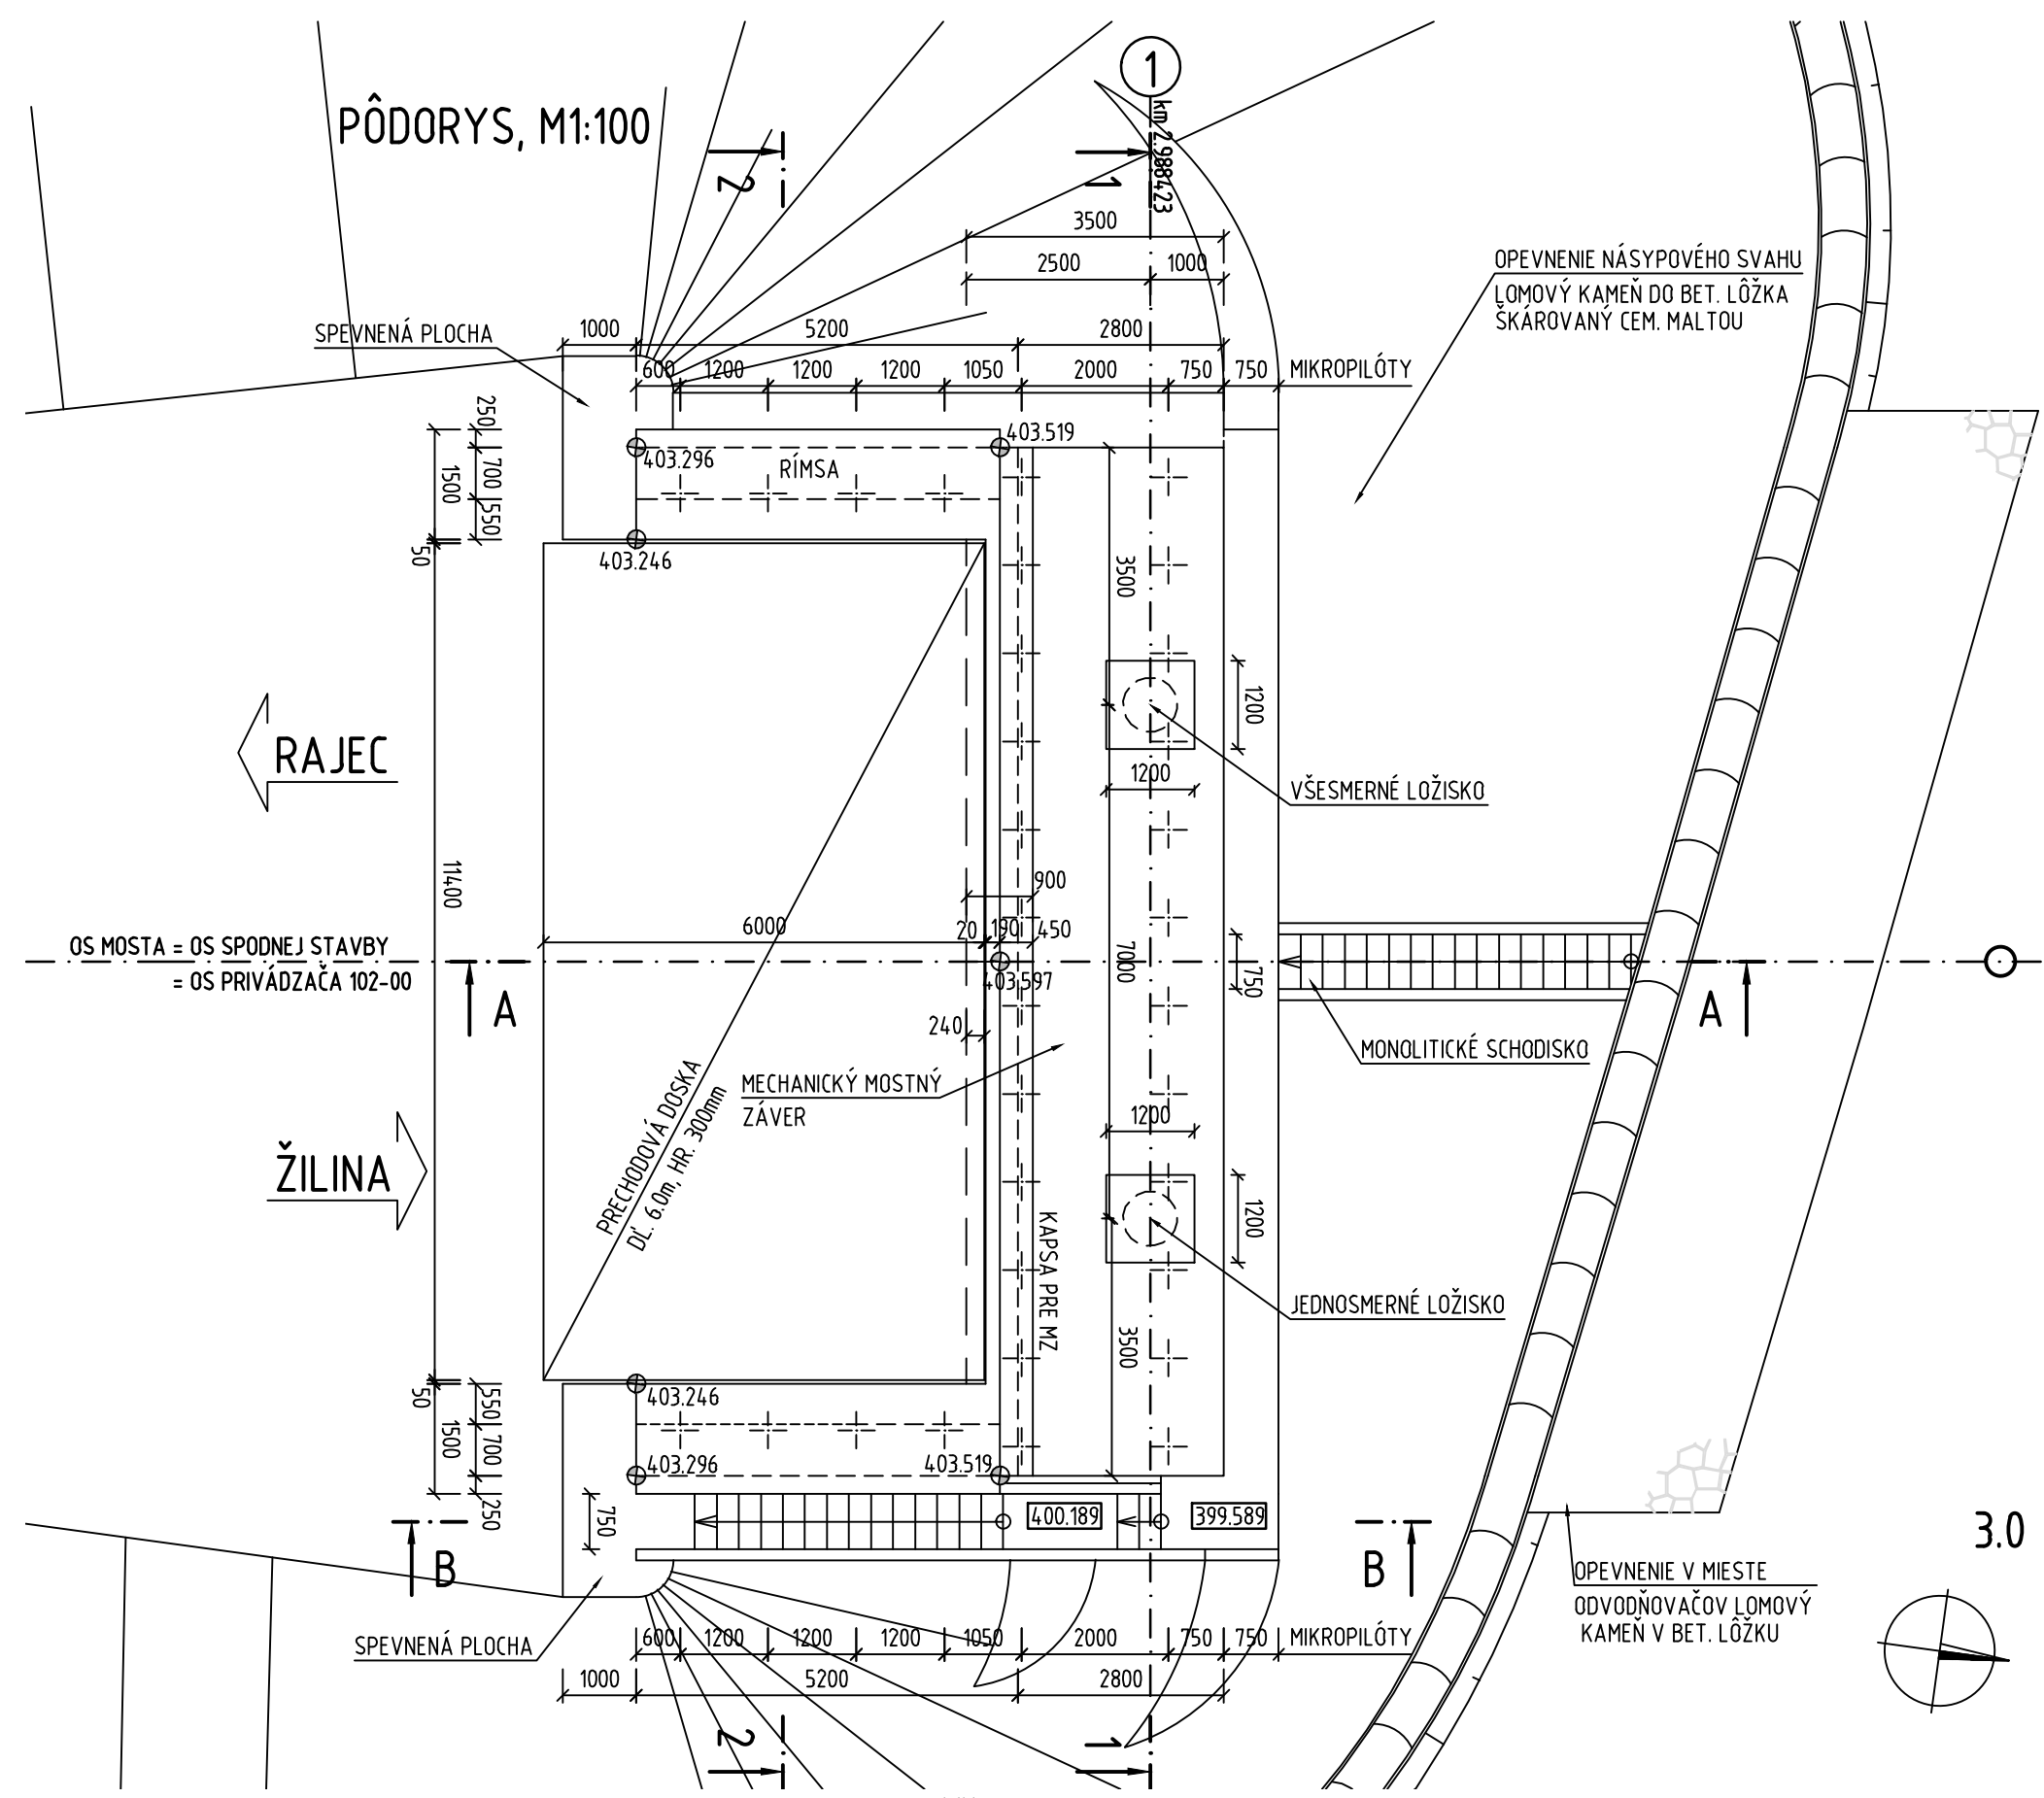 PÔDORYS, M1:100
1
km 2.988423
2
1
3500
2500
1000
OPEVNENIE NÁSYPOVÉHO SVAHU
LOMOVÝ KAMEŇ DO BET. LÔŽKA
ŠKÁROVANÝ CEM. MALTOU
SPEVNENÁ PLOCHA
1000
5200
2800
600
1200
1200
1200
1050
2000
750
750
MIKROPILÓTY
250
700
550
1500
50
403.296
RÍMSA
403.519
403.246
3500
1200
1200
VŠESMERNÉ LOŽISKO
RAJEC
11400
900
6000
20
190
450
OS MOSTA = OS SPODNEJ STAVBY
= OS PRIVÁDZAČA 102-00
403.597
7000
750
A
A
240
MONOLITICKÉ SCHODISKO
MECHANICKÝ MOSTNÝ
ZÁVER
PRECHODOVÁ DOSKA
DĹ. 6.0m, HR. 300mm
ŽILINA
1200
1200
KAPSA PRE MZ
JEDNOSMERNÉ LOŽISKO
3500
50
550
700
1500
250
403.246
403.296
403.519
750
400.189
399.589
B
B
3.0
OPEVNENIE V MIESTE
ODVODŇOVAČOV LOMOVÝ
KAMEŇ V BET. LÔŽKU
SPEVNENÁ PLOCHA
600
1200
1200
1200
1050
2000
750
750
MIKROPILÓTY
1000
5200
2800
2
1